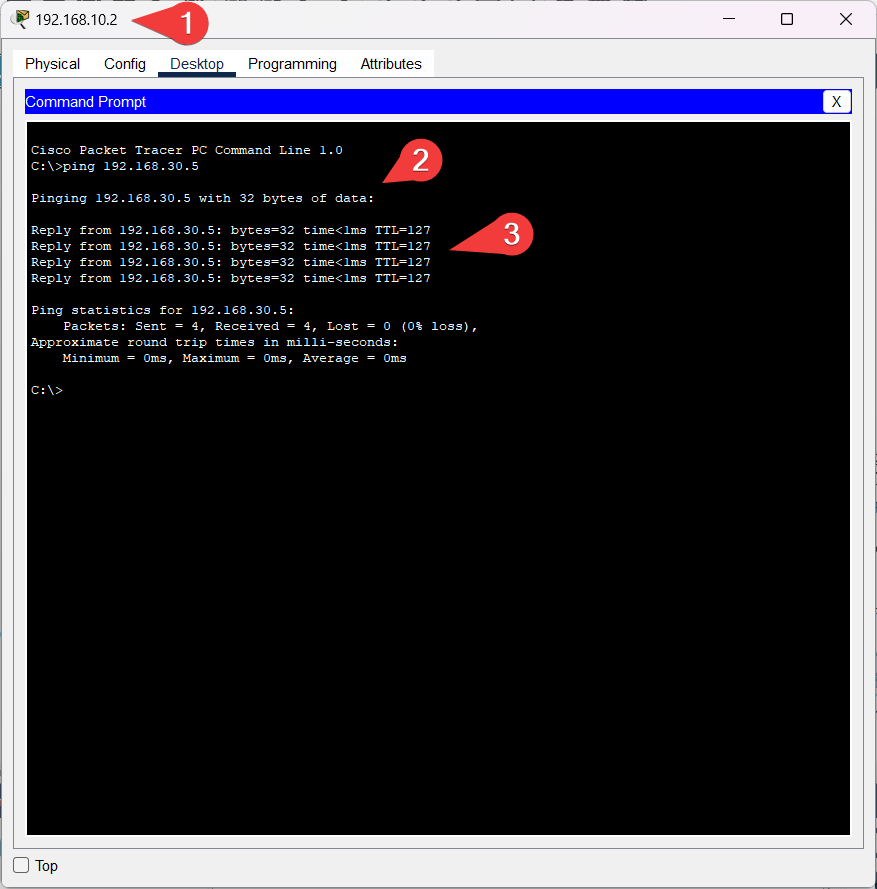 192.168.10.2
1
Physical Config Desktop Programming Attributes
Command Prompt X
Cisco Packet Tracer PC Command Line 1.0
C:\>ping 192.168.30.5
2
Pinging 192.168.30.5 with 32 bytes of data:
Reply from 192.168.30.5: bytes=32 time<1ms TTL=127
Reply from 192.168.30.5: bytes=32 time<1ms TTL=127
3
Reply from 192.168.30.5: bytes=32 time<1ms TTL=127
Reply from 192.168.30.5: bytes=32 time<1ms TTL=127
Ping statistics for 192.168.30.5:
Packets: Sent = 4, Received = 4, Lost = 0 (0% loss),
Approximate round trip times in milli-seconds:
Minimum = 0ms, Maximum = 0ms, Average = 0ms
C:\>
Top